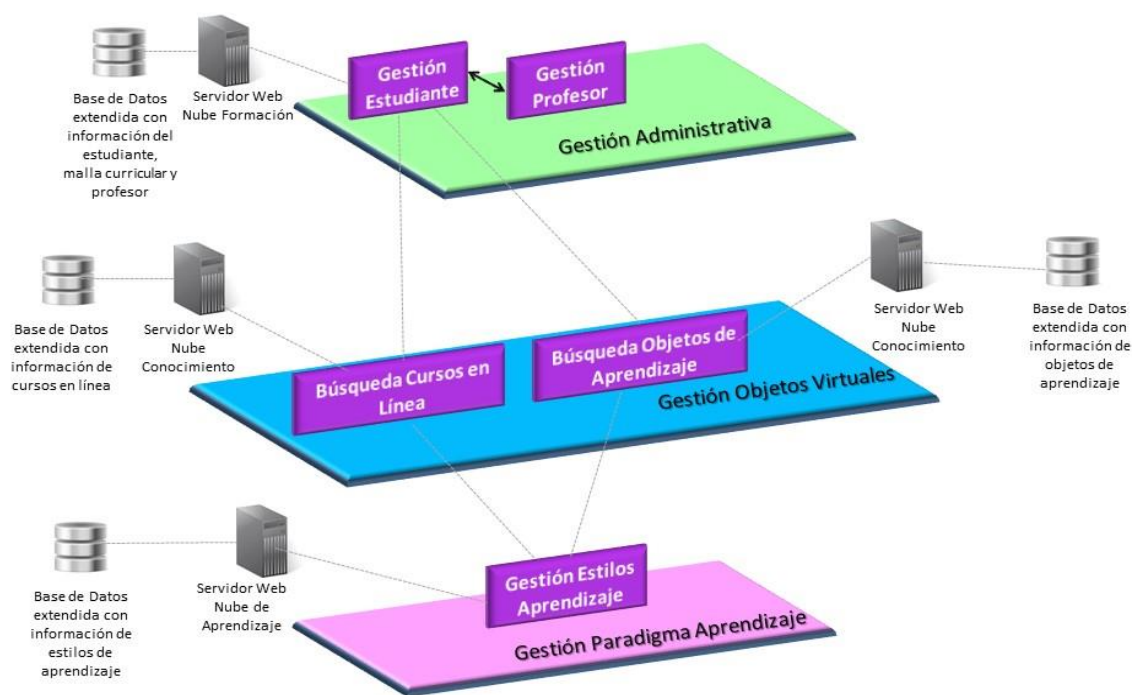 Gestión
Estudiante
Gestión
Profesor
Gestión Administrativa
Base de Datos
extendida con
información del
estudiante,
malla curricular y
profesor
Servidor Web
Nube Formación
Base de Datos
extendida con
información de
cursos en línea
Servidor Web
Nube
Conocimiento
Búsqueda Cursos en
Línea
Búsqueda Objetos de
Aprendizaje
Gestión Objetos Virtuales
Servidor Web
Nube
Conocimiento
Base de Datos
extendida con
información de
objetos de
aprendizaje
Base de Datos
extendida con
información de
estilos de
aprendizaje
Servidor Web
Nube de
Aprendizaje
Gestión Estilos
Aprendizaje
Gestión Paradigma Aprendizaje